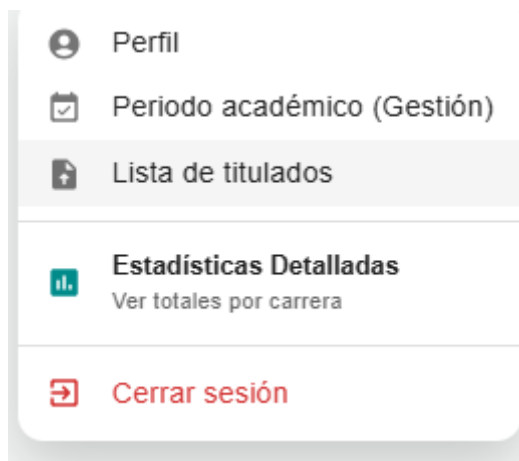 Perfil
Periodo académico (Gestión)
Lista de titulados
Estadísticas Detalladas
Ver totales por carrera
Cerrar sesión